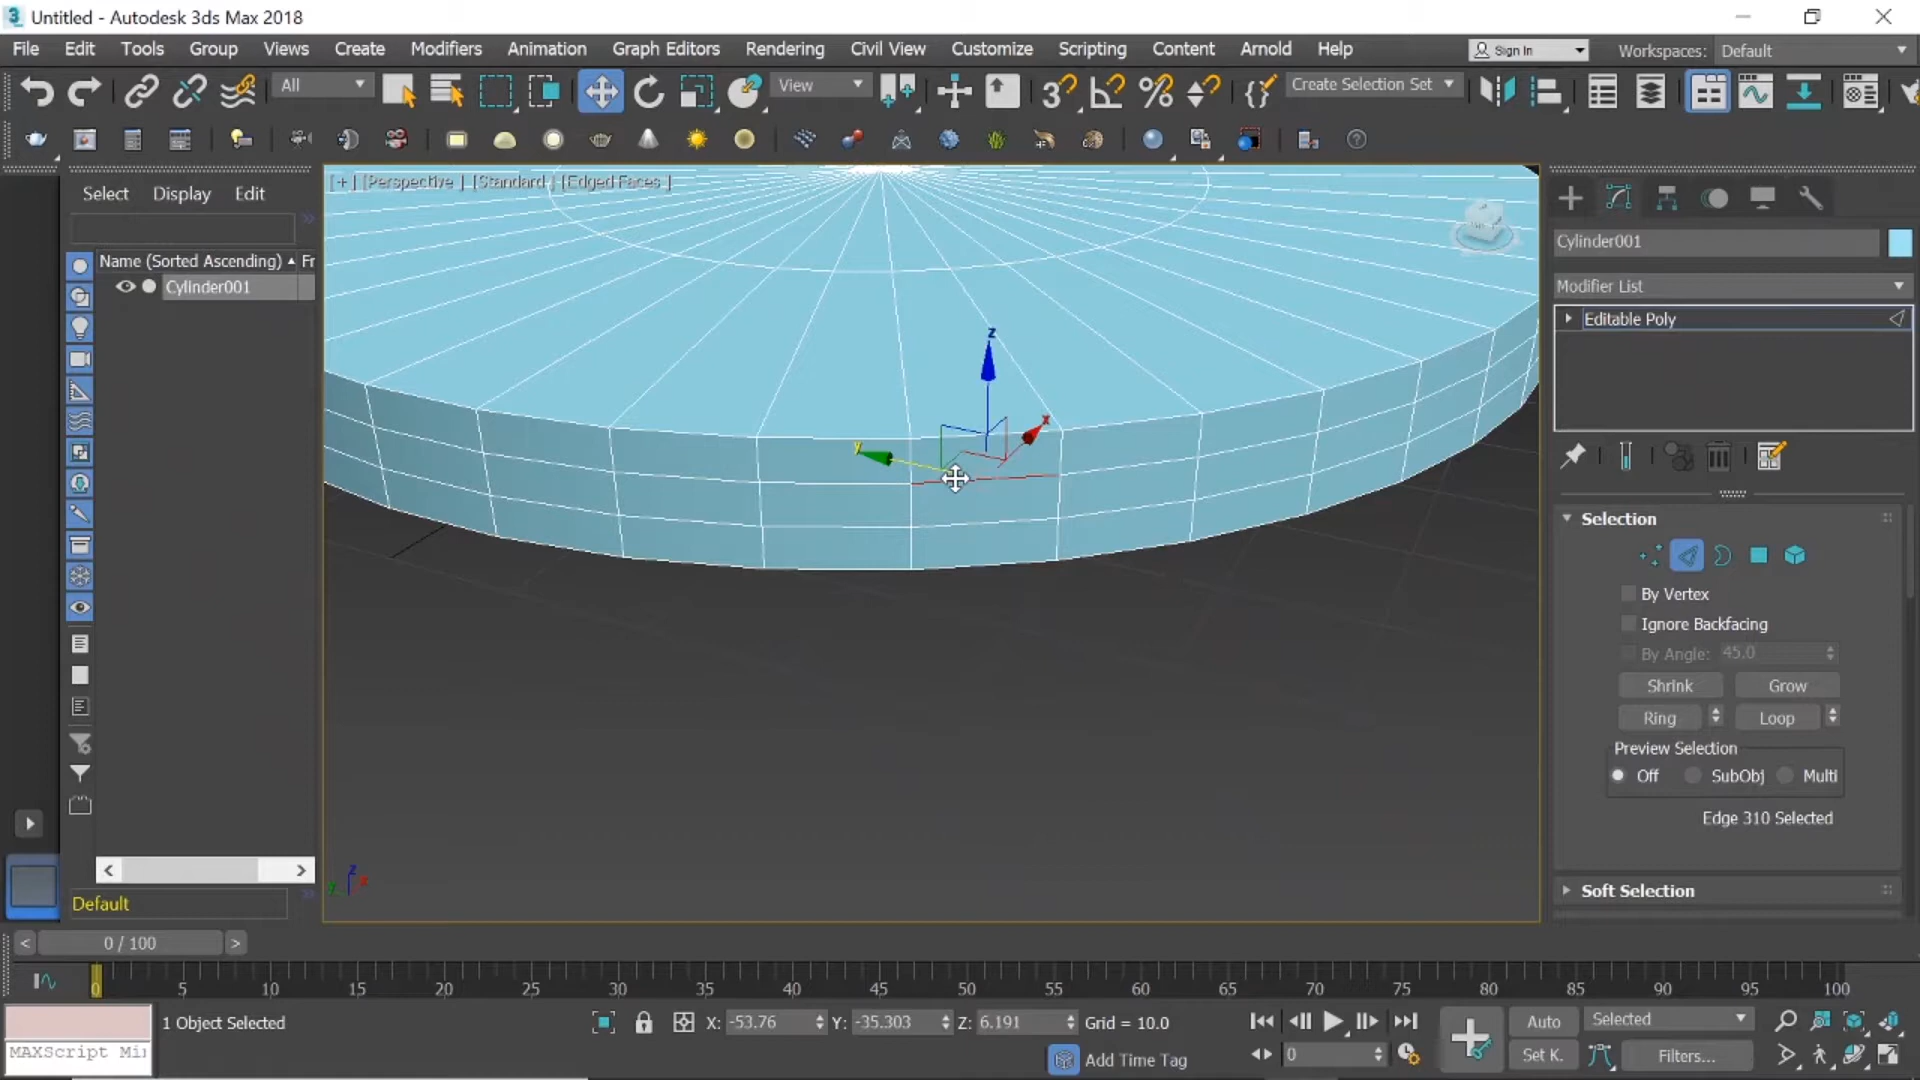 3 Untitled - Autodesk 3ds Max 2018
File Edit Tools Group Views Create Modifiers Animation Graph Editors Rendering Civil View Customize Scripting Content Arnold Help Sign In Workspaces: Default
All View Create Selection Set
Select Display Edit
[+] [Perspective] [Standard] [Edged Faces]
Name (Sorted Ascending) Fr
Cylinder001
Cylinder001
Modifier List
Editable Poly
z
x
y
Selection
By Vertex
Ignore Backfacing
By Angle: 45.0
Shrink Grow
Ring Loop
Preview Selection
Off SubObj Multi
Edge 310 Selected
z
y x
Soft Selection
Default
< 0 / 100 >
0 5 10 15 20 25 30 35 40 45 50 55 60 65 70 75 80 85 90 95 100
1 Object Selected X: -53.76 Y: -35.303 Z: 6.191 Grid = 10.0 Auto Selected
MAXScript Mi Add Time Tag 0 Set K. Filters...